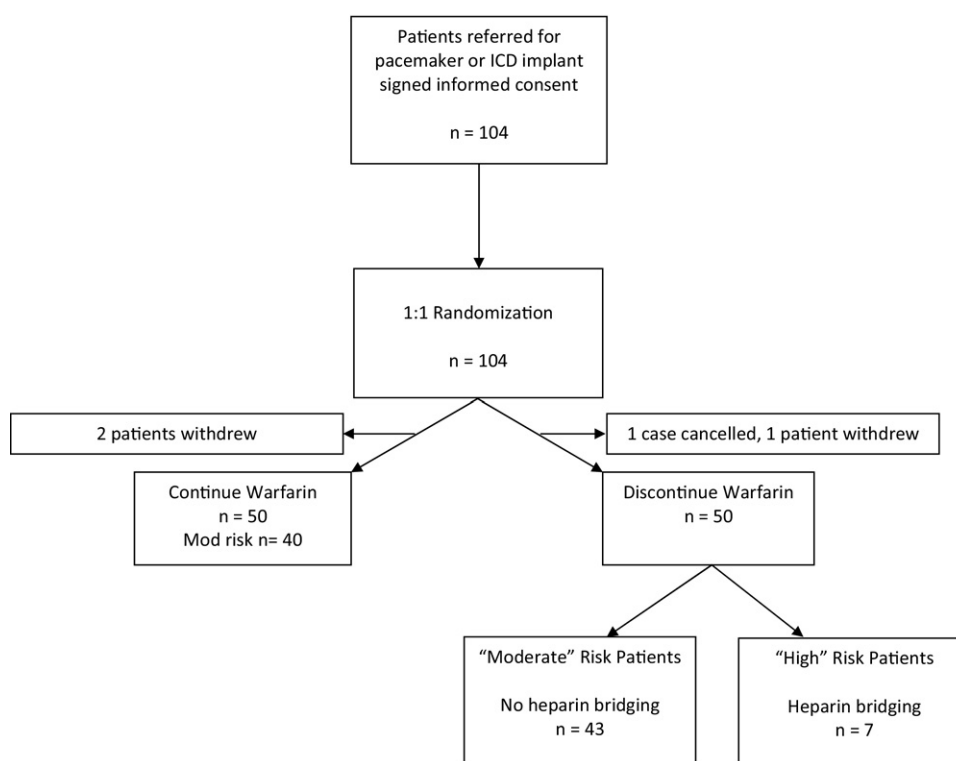 Patients referred for
pacemaker or ICD implant
signed informed consent
n = 104
1:1 Randomization
n = 104
2 patients withdrew
1 case cancelled, 1 patient withdrew
Continue Warfarin
n = 50
Mod risk n= 40
Discontinue Warfarin
n = 50
“Moderate” Risk Patients
No heparin bridging
n = 43
“High” Risk Patients
Heparin bridging
n = 7